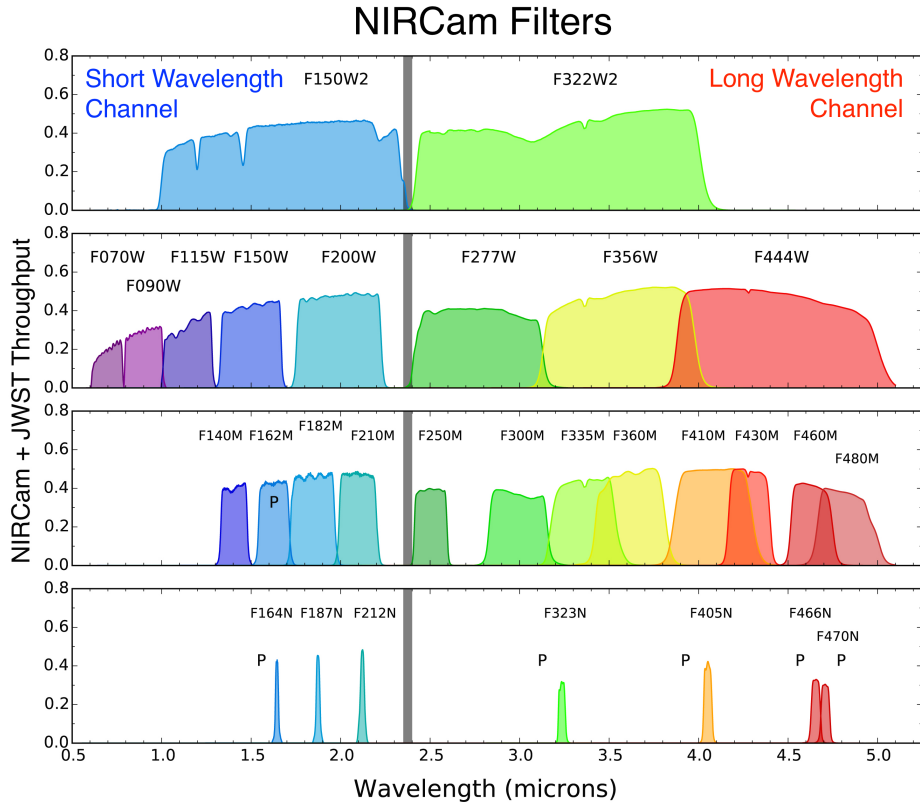 NIRCam Filters
NIRCam + JWST Throughput
0.8
0.6
0.4
0.2
0.0
Short Wavelength
Channel
F150W2
F322W2
Long Wavelength
Channel
0.8
0.6
0.4
0.2
0.0
F070W
F090W
F115W
F150W
F200W
F277W
F356W
F444W
0.8
0.6
0.4
0.2
0.0
F140M
F162M
F182M
F210M
F250M
F300M
F335M
F360M
F410M
F430M
F460M
F480M
P
0.8
0.6
0.4
0.2
0.0
F164N
F187N
F212N
F323N
F405N
F466N
F470N
P
P
P
P
P
0.5
1.0
1.5
2.0
2.5
3.0
3.5
4.0
4.5
5.0
Wavelength (microns)